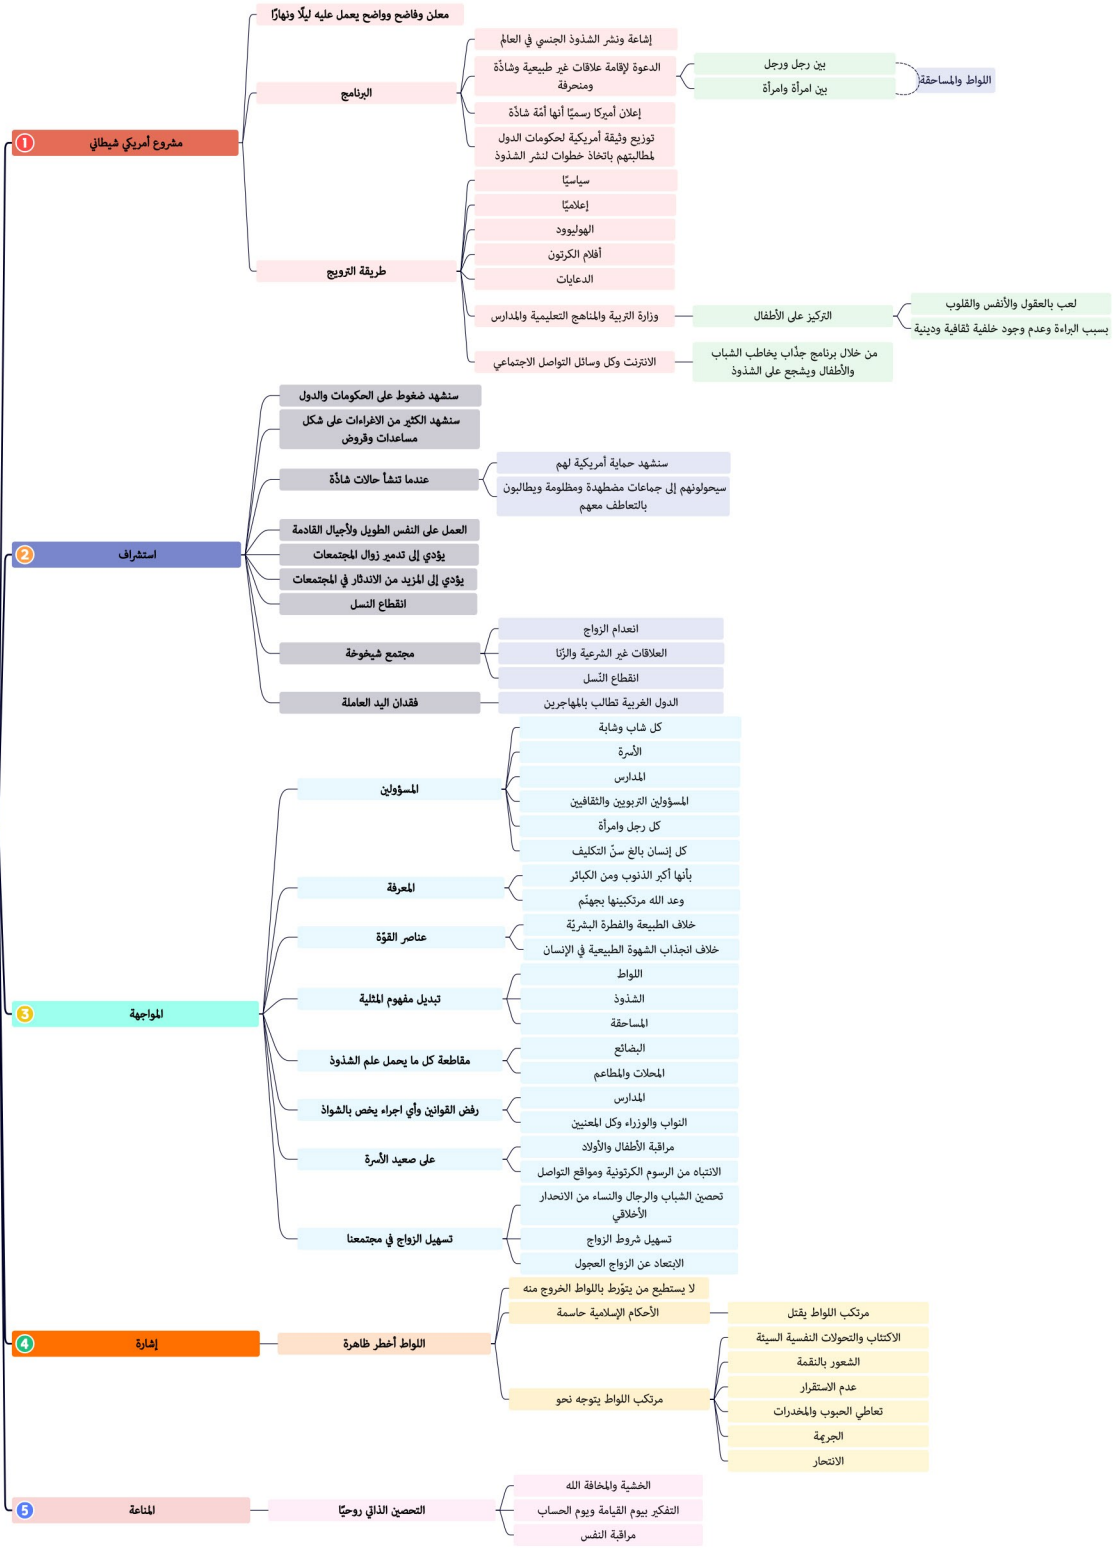 1
مشروع أمريكي شيطاني
معلن وفاضح وواضح يعمل عليه ليلًا ونهارًا
البرنامج
إشاعة ونشر الشذوذ الجنسي في العالم
الدعوة لإقامة علاقات غير طبيعية وشاذّة
ومنحرفة
بين رجل ورجل
بين امرأة وامرأة
اللواط والمساحقة
إعلان أميركا رسميًا أنها أمّة شاذّة
توزيع وثيقة أمريكية لحكومات الدول
لمطالبتهم باتخاذ خطوات لنشر الشذوذ
طريقة الترويج
سياسيًا
إعلاميًا
الهوليوود
أفلام الكرتون
الدعايات
وزارة التربية والمناهج التعليمية والمدارس
التركيز على الأطفال
لعب بالعقول والأنفس والقلوب
بسبب البراءة وعدم وجود خلفية ثقافية ودينية
الانترنت وكل وسائل التواصل الاجتماعي
من خلال برنامج جذّاب يخاطب الشباب
والأطفال ويشجع على الشذوذ
2
استشراف
سنشهد ضغوط على الحكومات والدول
سنشهد الكثير من الاغراءات على شكل
مساعدات وقروض
عندما تنشأ حالات شاذّة
سنشهد حماية أمريكية لهم
سيحولونهم إلى جماعات مضطهدة ومظلومة ويطالبون
بالتعاطف معهم
العمل على النفس الطويل ولأجيال القادمة
يؤدي إلى تدمير زوال المجتمعات
يؤدي إلى المزيد من الاندثار في المجتمعات
انقطاع النسل
مجتمع شيخوخة
انعدام الزواج
العلاقات غير الشرعية والزّنا
انقطاع النّسل
فقدان اليد العاملة
الدول الغربية تطالب بالمهاجرين
3
المواجهة
المسؤولين
كل شاب وشابة
الأسرة
المدارس
المسؤولين التربويين والثقافيين
كل رجل وامرأة
كل إنسان بالغ سنّ التكليف
المعرفة
بأنها أكبر الذنوب ومن الكبائر
وعد الله مرتكبينها بجهنّم
عناصر القوّة
خلاف الطبيعة والفطرة البشريّة
خلاف انجذاب الشهوة الطبيعية في الإنسان
تبديل مفهوم المثلية
اللواط
الشذوذ
المساحقة
مقاطعة كل ما يحمل علم الشذوذ
البضائع
المحلات والمطاعم
رفض القوانين وأي اجراء يخص بالشواذ
المدارس
النواب والوزراء وكل المعنيين
على صعيد الأسرة
مراقبة الأطفال والأولاد
الانتباه من الرسوم الكرتونية ومواقع التواصل
تسهيل الزواج في مجتمعنا
تحصين الشباب والرجال والنساء من الانحدار
الأخلاقي
تسهيل شروط الزواج
الابتعاد عن الزواج العجول
4
إشارة
اللواط أخطر ظاهرة
لا يستطيع من يتوّرط باللواط الخروج منه
الأحكام الإسلامية حاسمة
مرتكب اللواط يقتل
مرتكب اللواط يتوجه نحو
الاكتئاب والتحولات النفسية السيئة
الشعور بالنقمة
عدم الاستقرار
تعاطي الحبوب والمخدرات
الجريمة
الانتحار
5
المناعة
التحصين الذاتي روحيًا
الخشية والمخافة الله
التفكير بيوم القيامة ويوم الحساب
مراقبة النفس